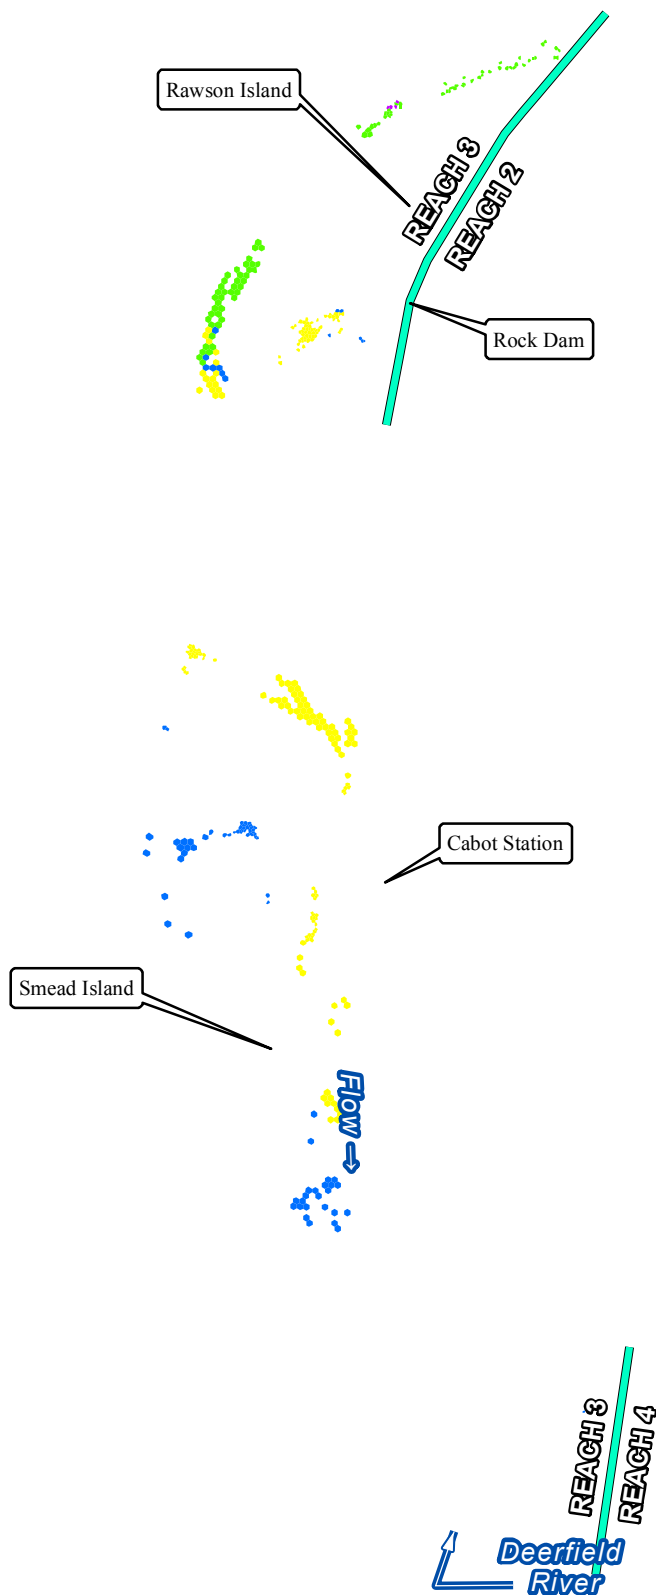 Rawson Island
REACH 3
REACH 2
Rock Dam
Cabot Station
Smead Island
Flow →
REACH 3
REACH 4
Deerfield
River